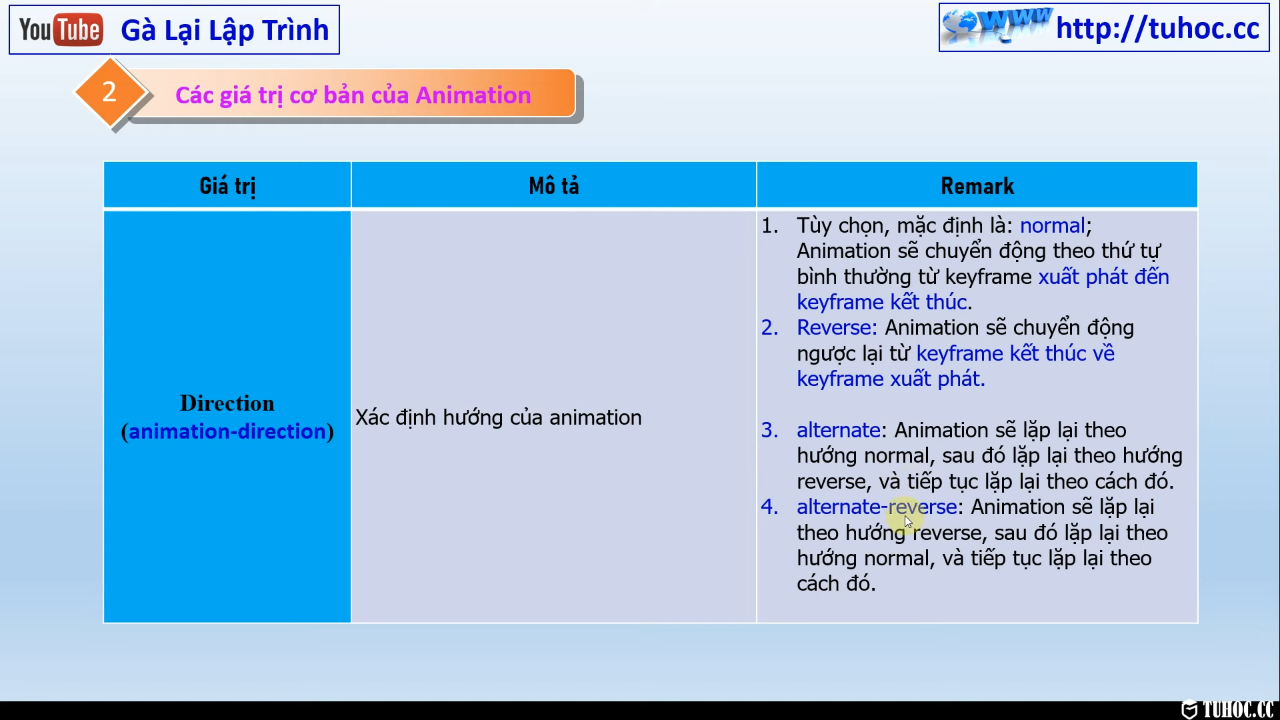 YouTube Gà Lại Lập Trình
http://tuhoc.cc
WWW
2 Các giá trị cơ bản của Animation
Giá trị Mô tả Remark
Direction
(animation-direction)
Xác định hướng của animation
1. Tùy chọn, mặc định là: normal;
Animation sẽ chuyển động theo thứ tự
bình thường từ keyframe xuất phát đến
keyframe kết thúc.
2. Reverse: Animation sẽ chuyển động
ngược lại từ keyframe kết thúc về
keyframe xuất phát.
3. alternate: Animation sẽ lặp lại theo
hướng normal, sau đó lặp lại theo hướng
reverse, và tiếp tục lặp lại theo cách đó.
4. alternate-reverse: Animation sẽ lặp lại
theo hướng reverse, sau đó lặp lại theo
hướng normal, và tiếp tục lặp lại theo
cách đó.
TUHOC.CC